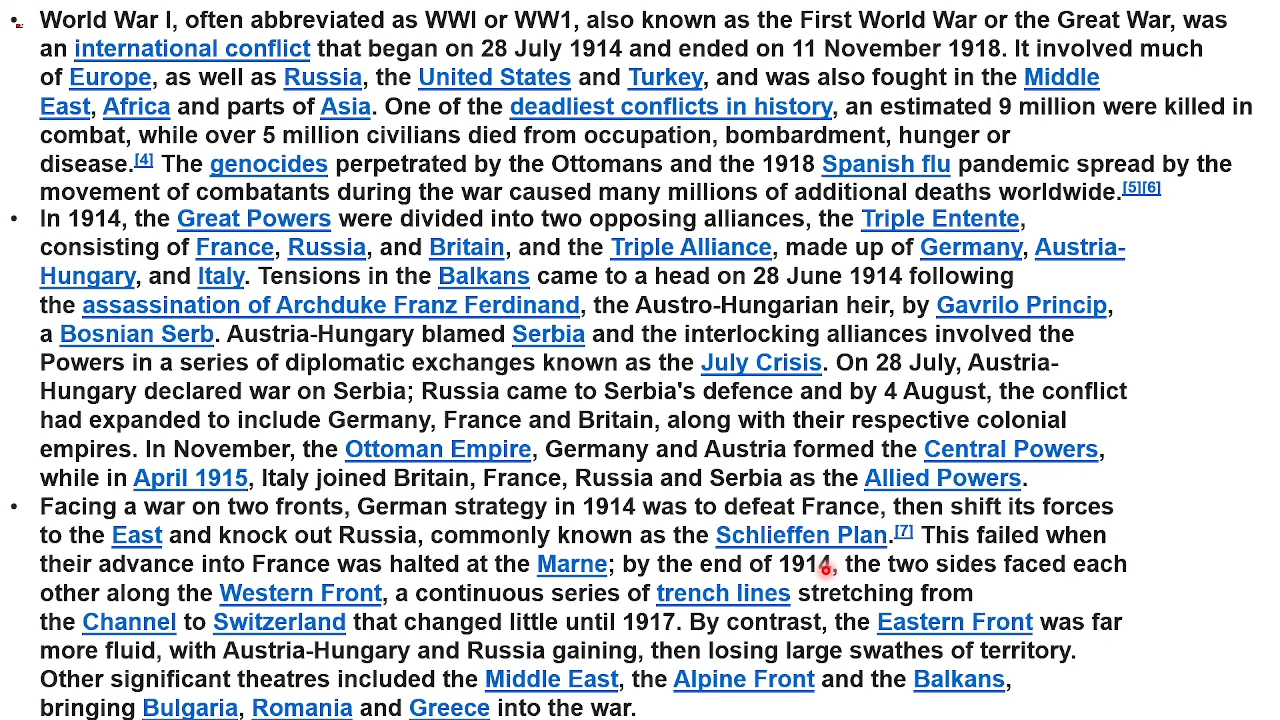 • World War I, often abbreviated as WWI or WW1, also known as the First World War or the Great War, was
an international conflict that began on 28 July 1914 and ended on 11 November 1918. It involved much
of Europe, as well as Russia, the United States and Turkey, and was also fought in the Middle
East, Africa and parts of Asia. One of the deadliest conflicts in history, an estimated 9 million were killed in
combat, while over 5 million civilians died from occupation, bombardment, hunger or
disease.[4] The genocides perpetrated by the Ottomans and the 1918 Spanish flu pandemic spread by the
movement of combatants during the war caused many millions of additional deaths worldwide.[5][6]
• In 1914, the Great Powers were divided into two opposing alliances, the Triple Entente,
consisting of France, Russia, and Britain, and the Triple Alliance, made up of Germany, Austria-
Hungary, and Italy. Tensions in the Balkans came to a head on 28 June 1914 following
the assassination of Archduke Franz Ferdinand, the Austro-Hungarian heir, by Gavrilo Princip,
a Bosnian Serb. Austria-Hungary blamed Serbia and the interlocking alliances involved the
Powers in a series of diplomatic exchanges known as the July Crisis. On 28 July, Austria-
Hungary declared war on Serbia; Russia came to Serbia's defence and by 4 August, the conflict
had expanded to include Germany, France and Britain, along with their respective colonial
empires. In November, the Ottoman Empire, Germany and Austria formed the Central Powers,
while in April 1915, Italy joined Britain, France, Russia and Serbia as the Allied Powers.
• Facing a war on two fronts, German strategy in 1914 was to defeat France, then shift its forces
to the East and knock out Russia, commonly known as the Schlieffen Plan.[7] This failed when
their advance into France was halted at the Marne; by the end of 1914, the two sides faced each
other along the Western Front, a continuous series of trench lines stretching from
the Channel to Switzerland that changed little until 1917. By contrast, the Eastern Front was far
more fluid, with Austria-Hungary and Russia gaining, then losing large swathes of territory.
Other significant theatres included the Middle East, the Alpine Front and the Balkans,
bringing Bulgaria, Romania and Greece into the war.